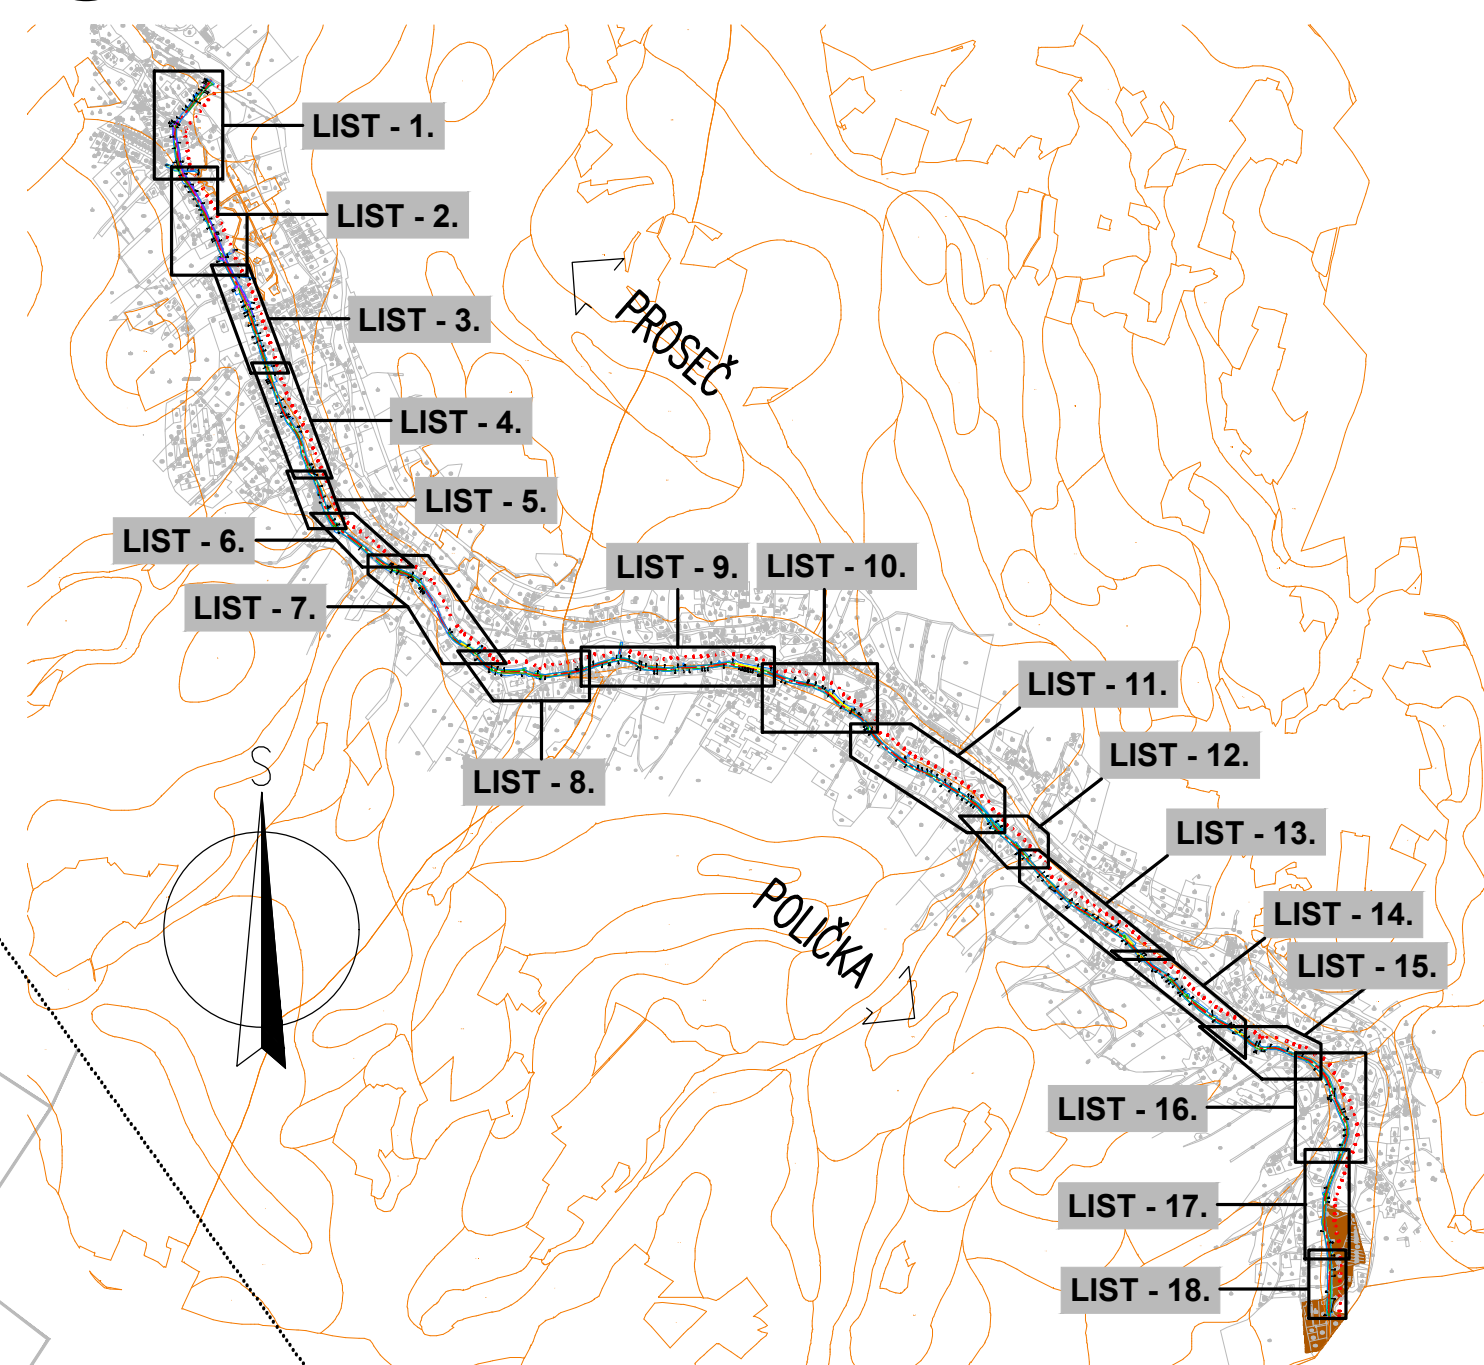 LIST - 1.
LIST - 2.
PROSEČ
LIST - 3.
LIST - 4.
LIST - 5.
LIST - 6.
LIST - 9.
LIST - 10.
LIST - 7.
LIST - 11.
S
LIST - 12.
LIST - 8.
LIST - 13.
POLIČKA
LIST - 14.
LIST - 15.
LIST - 16.
LIST - 17.
LIST - 18.